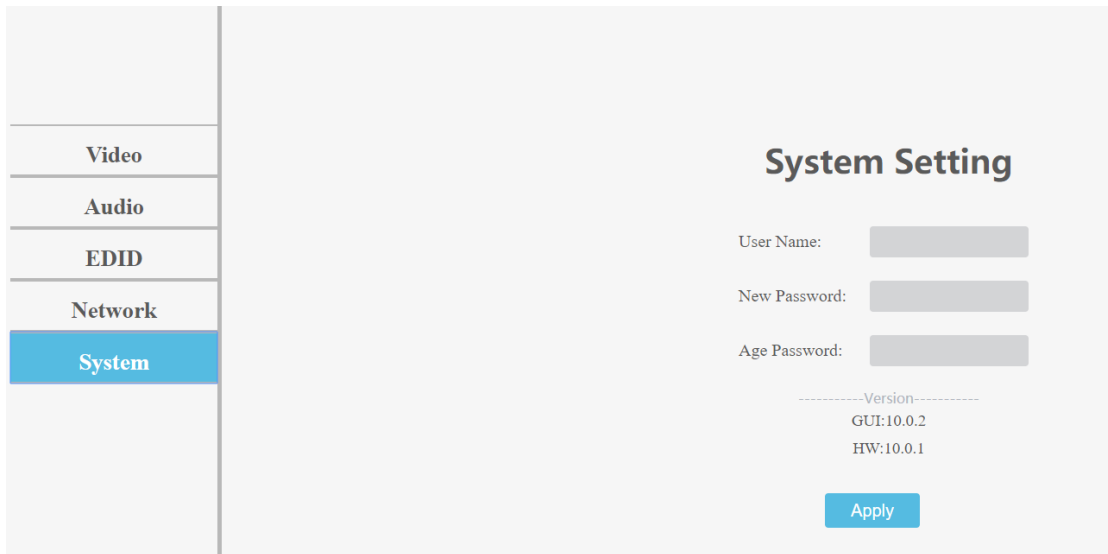 Video
Audio
EDID
Network
System
System Setting
User Name:
New Password:
Age Password:
-----------Version-----------
GUI:10.0.2
HW:10.0.1
Apply